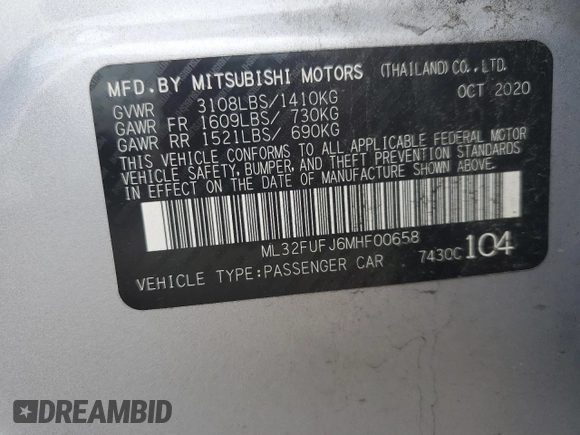 MFD.BY MITSUBISHI MOTORS (THAILAND)CO.,LTD.
OCT 2020
GVWR 3108LBS/1410KG
GAWR FR 1609LBS/ 730KG
GAWR RR 1521LBS/ 690KG
THIS VEHICLE CONFORMS TO ALL APPLICABLE FEDERAL MOTOR
VEHICLE SAFETY, BUMPER, AND THEFT PREVENTION STANDARDS
IN EFFECT ON THE DATE OF MANUFACTURE SHOWN ABOVE.
ML32FUFJ6MHF00658
VEHICLE TYPE:PASSENGER CAR 7430C104
DREAMBID